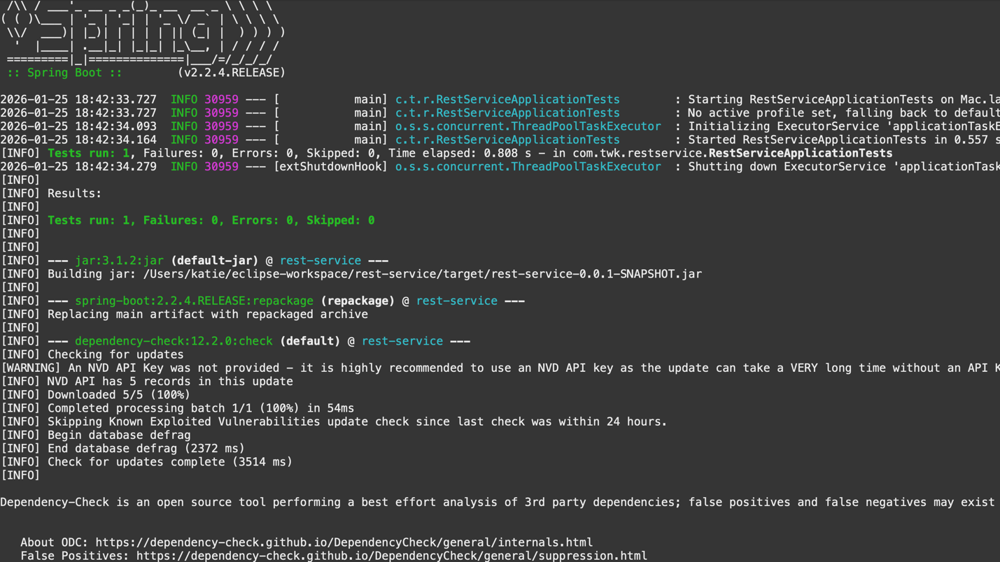 /\\ / ___'_ __ _ _(_)_ __  __ _ \ \ \ \
( ( )\___ | '_ | '_| | '_ \/ _` | \ \ \ \
 \\/  ___)| |_)| | | | | || (_| |  ) ) ) )
  '  |____| .__|_| |_|_| |_\__, | / / / /
 =========|_|==============|___/=/_/_/_/
 :: Spring Boot ::        (v2.2.4.RELEASE)
2026-01-25 18:42:33.727  INFO 30959 --- [           main] c.t.r.RestServiceApplicationTests        : Starting RestServiceApplicationTests on Mac.la
2026-01-25 18:42:33.727  INFO 30959 --- [           main] c.t.r.RestServiceApplicationTests        : No active profile set, falling back to default
2026-01-25 18:42:34.093  INFO 30959 --- [           main] o.s.s.concurrent.ThreadPoolTaskExecutor  : Initializing ExecutorService 'applicationTaskE
2026-01-25 18:42:34.164  INFO 30959 --- [           main] c.t.r.RestServiceApplicationTests        : Started RestServiceApplicationTests in 0.557 s
[INFO] Tests run: 1, Failures: 0, Errors: 0, Skipped: 0, Time elapsed: 0.808 s - in com.twk.restservice.RestServiceApplicationTests
2026-01-25 18:42:34.279  INFO 30959 --- [extShutdownHook] o.s.s.concurrent.ThreadPoolTaskExecutor  : Shutting down ExecutorService 'applicationTask
[INFO]
[INFO] Results:
[INFO]
[INFO] Tests run: 1, Failures: 0, Errors: 0, Skipped: 0
[INFO]
[INFO]
[INFO] --- jar:3.1.2:jar (default-jar) @ rest-service ---
[INFO] Building jar: /Users/katie/eclipse-workspace/rest-service/target/rest-service-0.0.1-SNAPSHOT.jar
[INFO]
[INFO] --- spring-boot:2.2.4.RELEASE:repackage (repackage) @ rest-service ---
[INFO] Replacing main artifact with repackaged archive
[INFO]
[INFO] --- dependency-check:12.2.0:check (default) @ rest-service ---
[INFO] Checking for updates
[WARNING] An NVD API Key was not provided - it is highly recommended to use an NVD API key as the update can take a VERY long time without an API K
[INFO] NVD API has 5 records in this update
[INFO] Downloaded 5/5 (100%)
[INFO] Completed processing batch 1/1 (100%) in 54ms
[INFO] Skipping Known Exploited Vulnerabilities update check since last check was within 24 hours.
[INFO] Begin database defrag
[INFO] End database defrag (2372 ms)
[INFO] Check for updates complete (3514 ms)
[INFO]
Dependency-Check is an open source tool performing a best effort analysis of 3rd party dependencies; false positives and false negatives may exist
   About ODC: https://dependency-check.github.io/DependencyCheck/general/internals.html
   False Positives: https://dependency-check.github.io/DependencyCheck/general/suppression.html